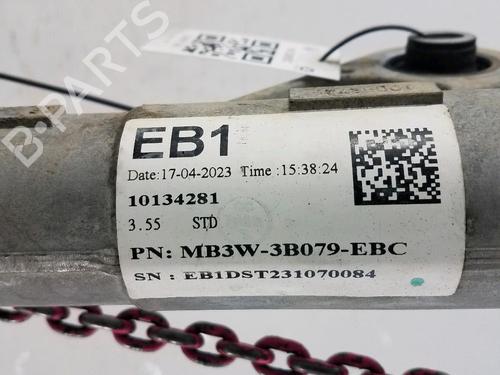 B-PARTS
EB1
Date:17-04-2023 Time :15:38:24
10134281
3.55 STD
PN: MB3W-3B079-EBC
SN : EB1DST231070084